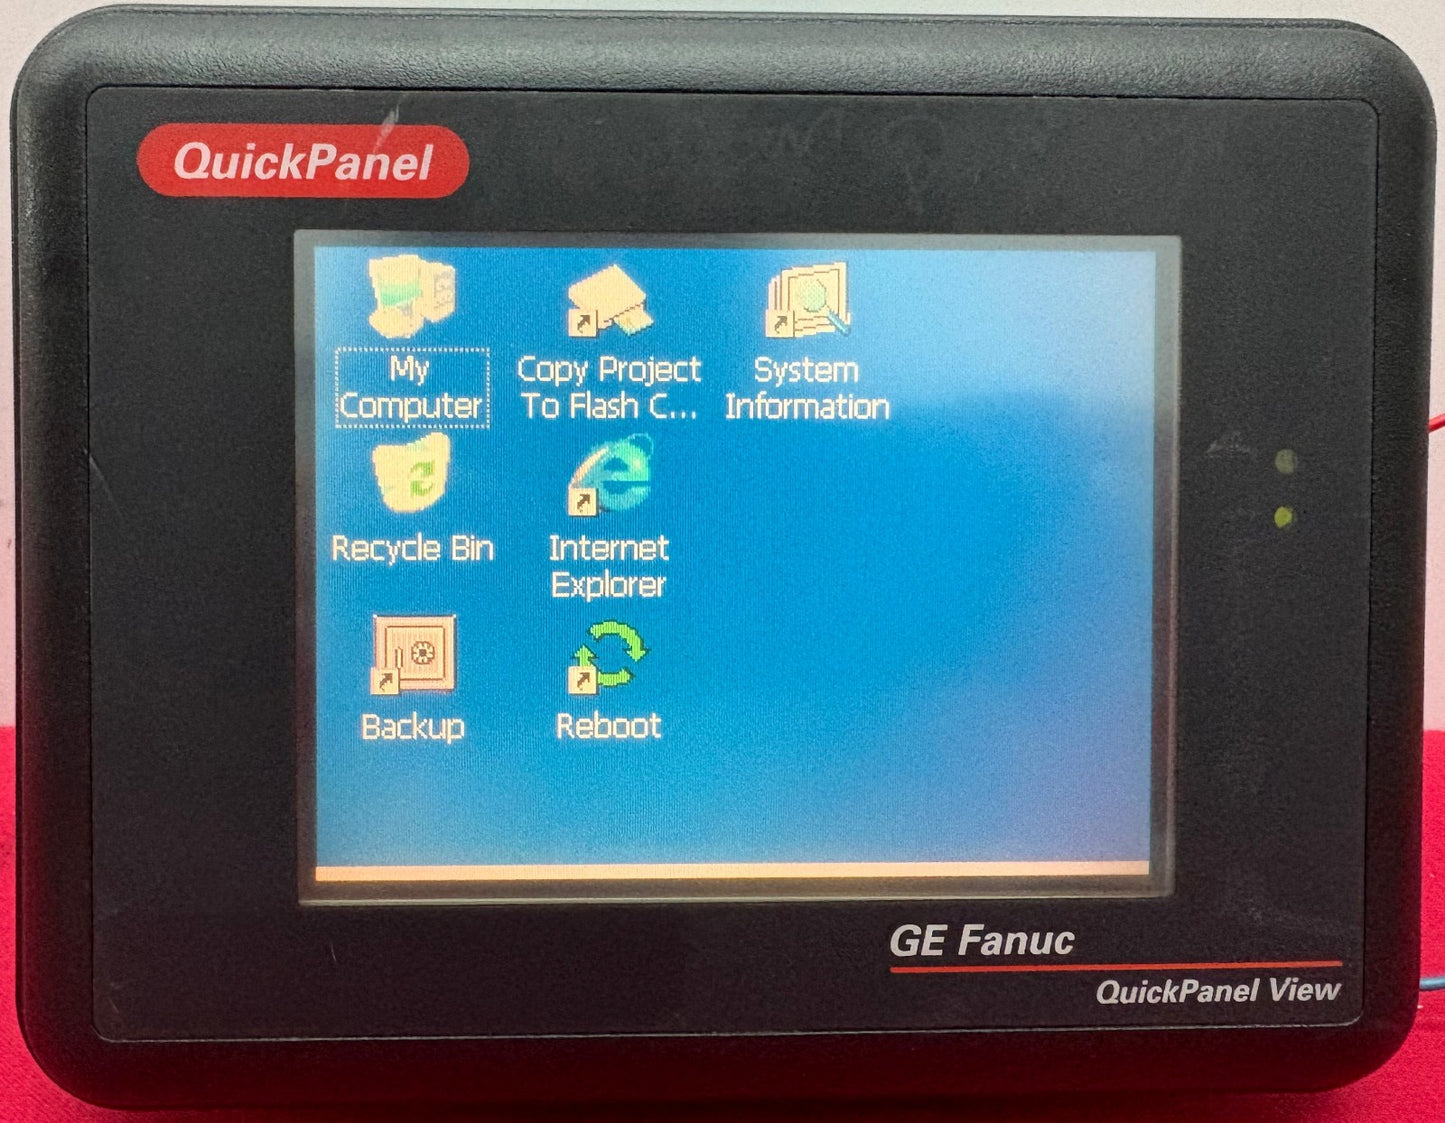 QuickPanel
My
Computer
Copy Project
To Flash C...
System
Information
Recycle Bin
Internet
Explorer
Backup
Reboot
GE Fanuc
QuickPanel View